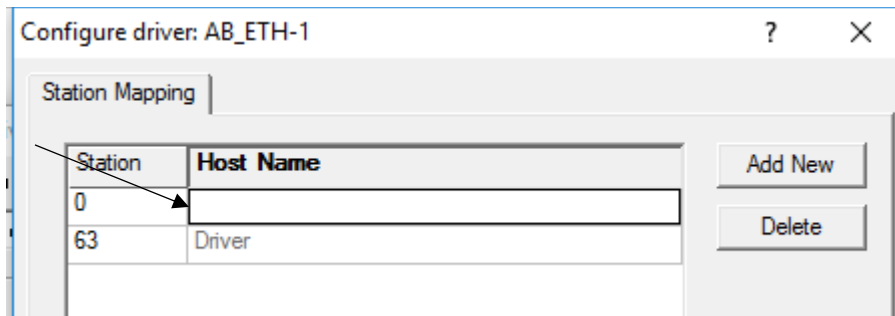 Configure driver: AB_ETH-1 ?
Station Mapping
Station Host Name Add New
0
63 Driver Delete